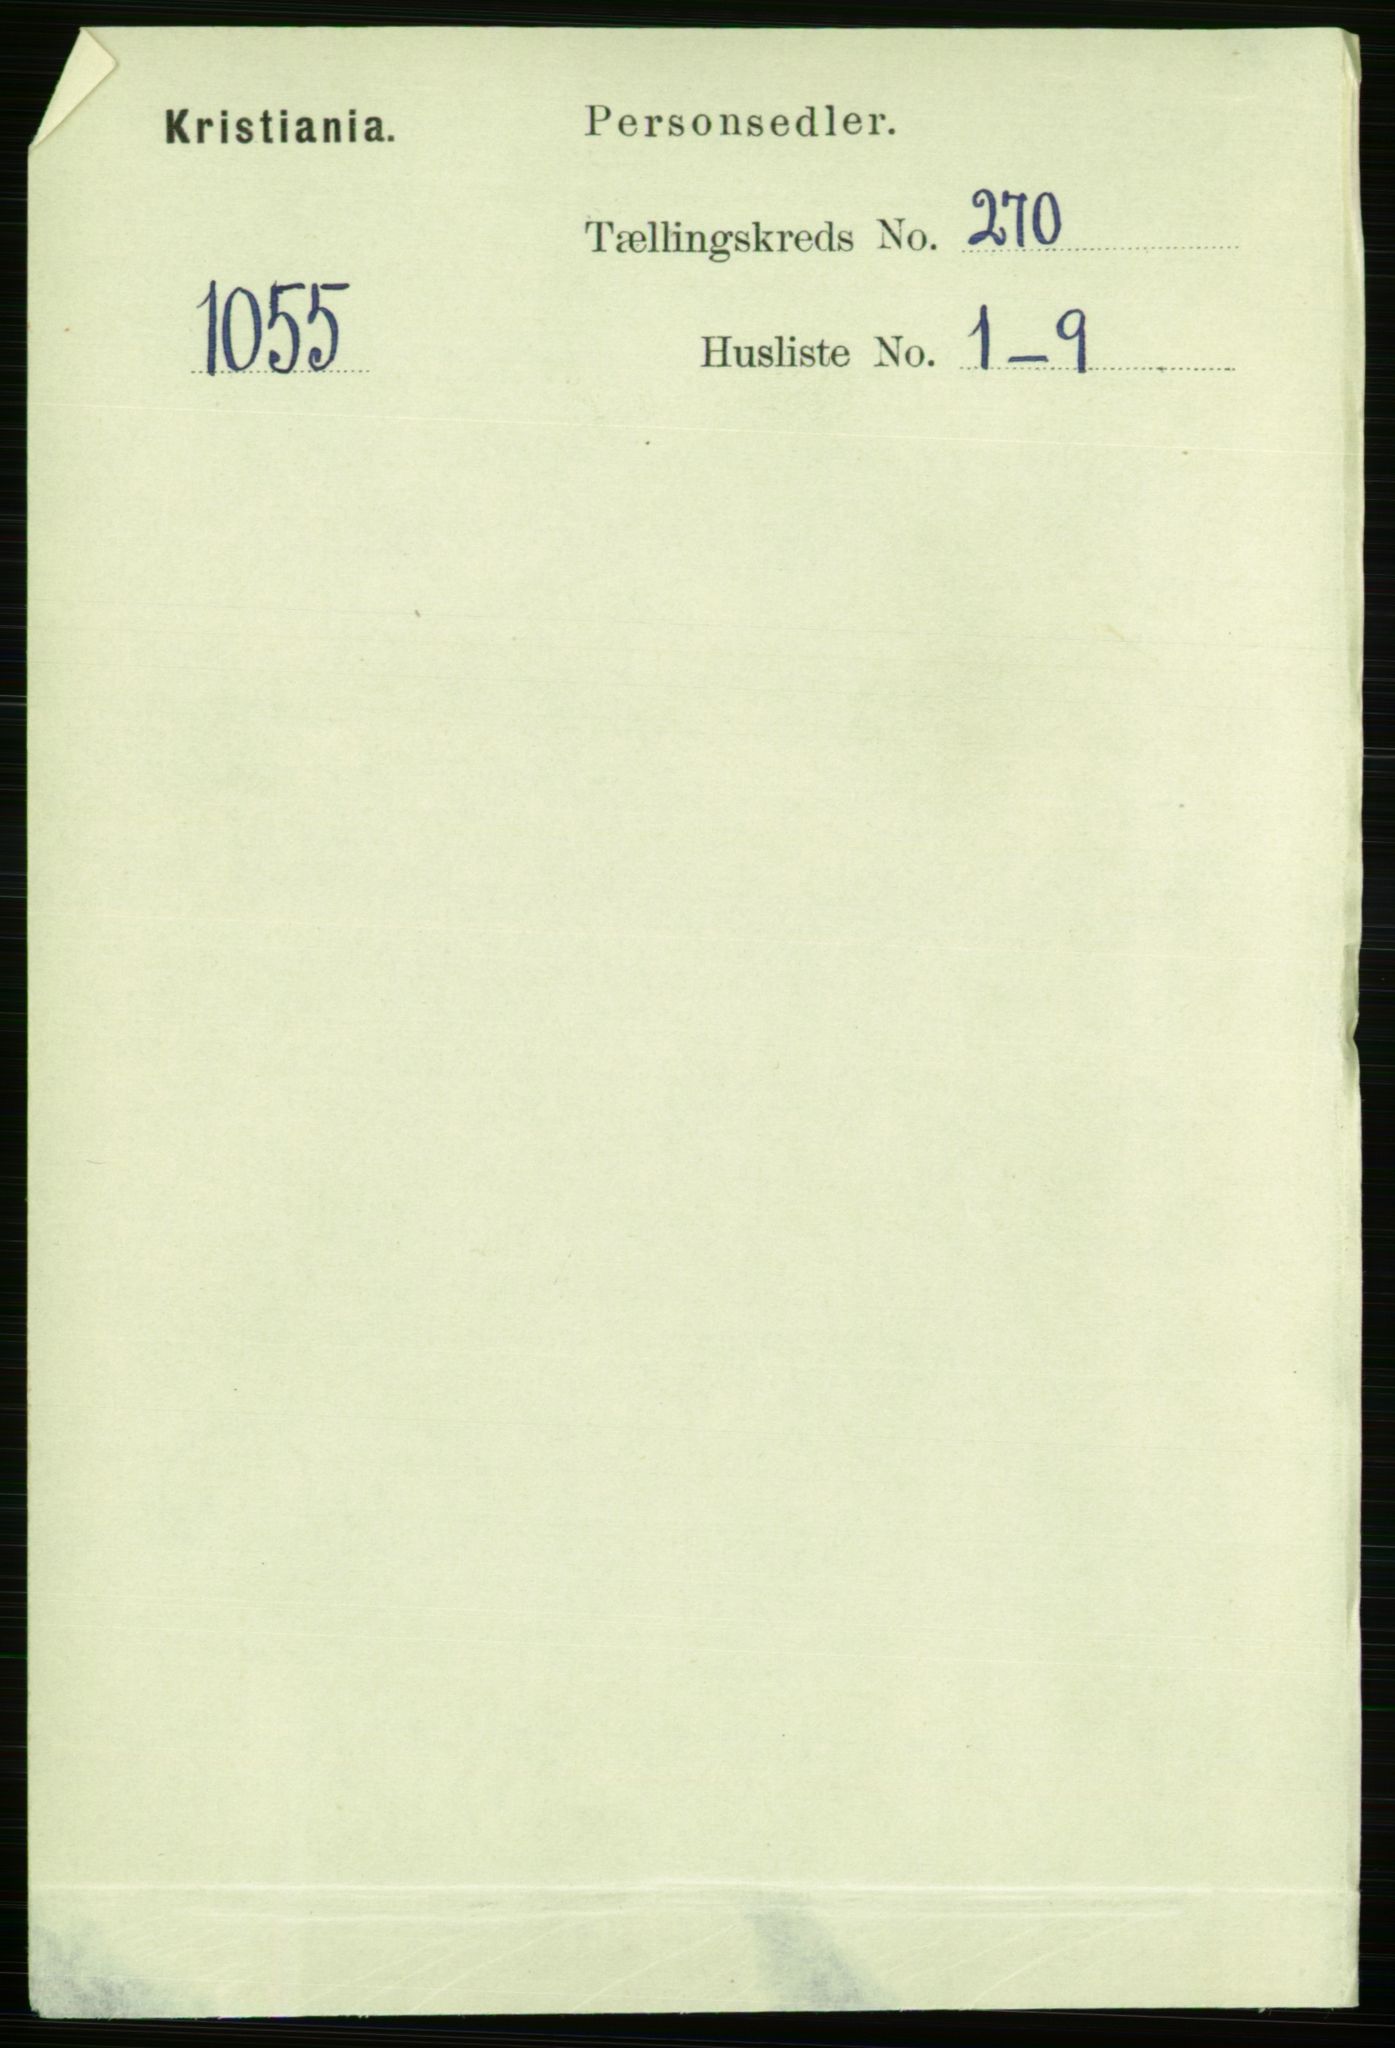 Kristiania.
Personsedler.
Tællingskreds No. 270
1055
Husliste No. 1-9